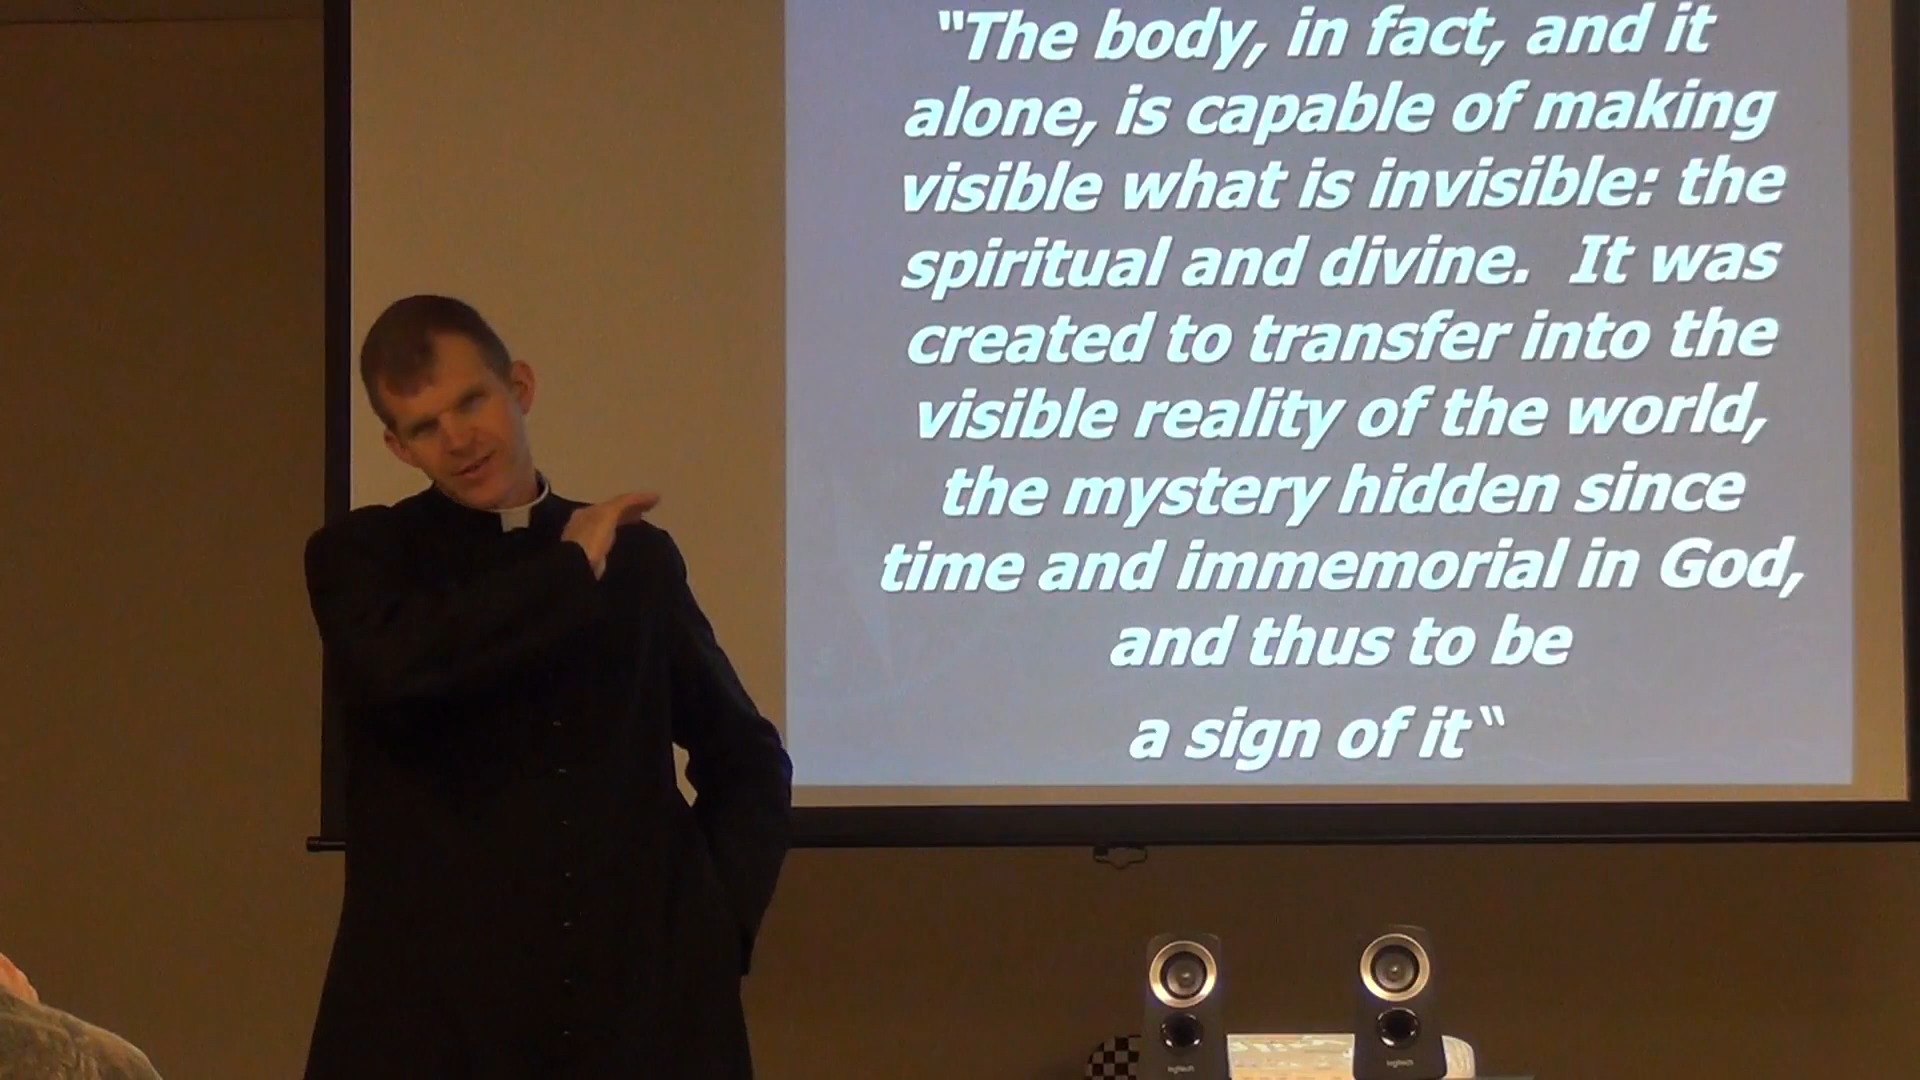 "The body, in fact, and it
alone, is capable of making
visible what is invisible: the
spiritual and divine. It was
created to transfer into the
visible reality of the world,
the mystery hidden since
time and immemorial in God,
and thus to be
a sign of it"
logitech
logitech